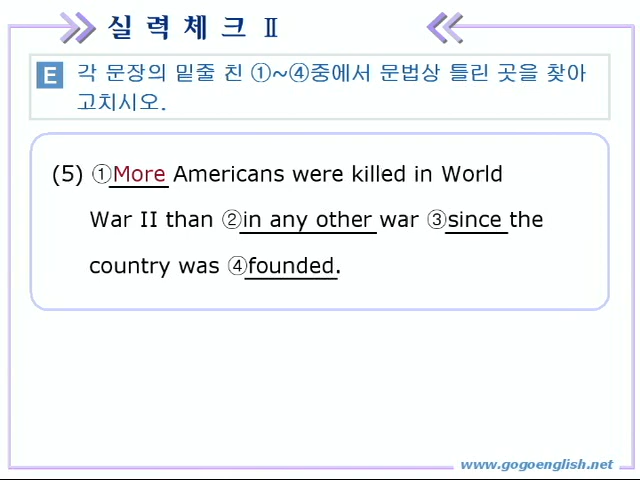 실 력 체 크 Ⅱ
E 각 문장의 밑줄 친 ①~④중에서 문법상 틀린 곳을 찾아
고치시오.
(5) ①More Americans were killed in World
War II than ②in any other war ③since the
country was ④founded.
www.gogoenglish.net